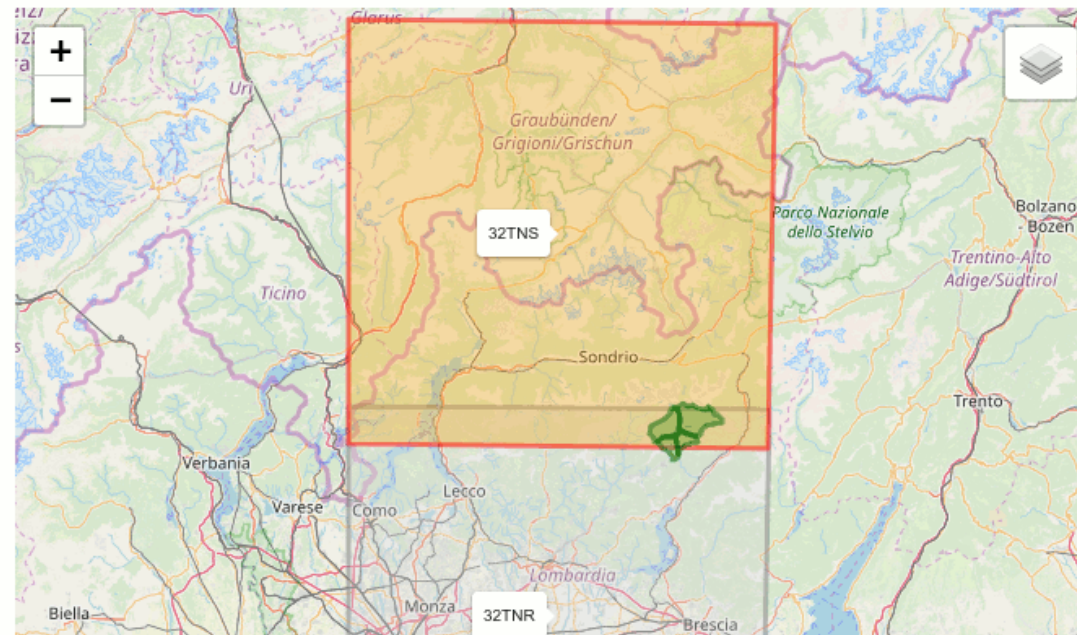 Glarus
+
−
Uri
Graubünden/
Grigioni/Grischun
32TNS
Parco Nazionale
dello Stelvio
Bolzano
- Bozen
Trentino-Alto
Adige/Südtirol
Ticino
Sondrio
Trento
Verbania
Lecco
Varese
Como
Lombardia
Monza
32TNR
Biella
Brescia